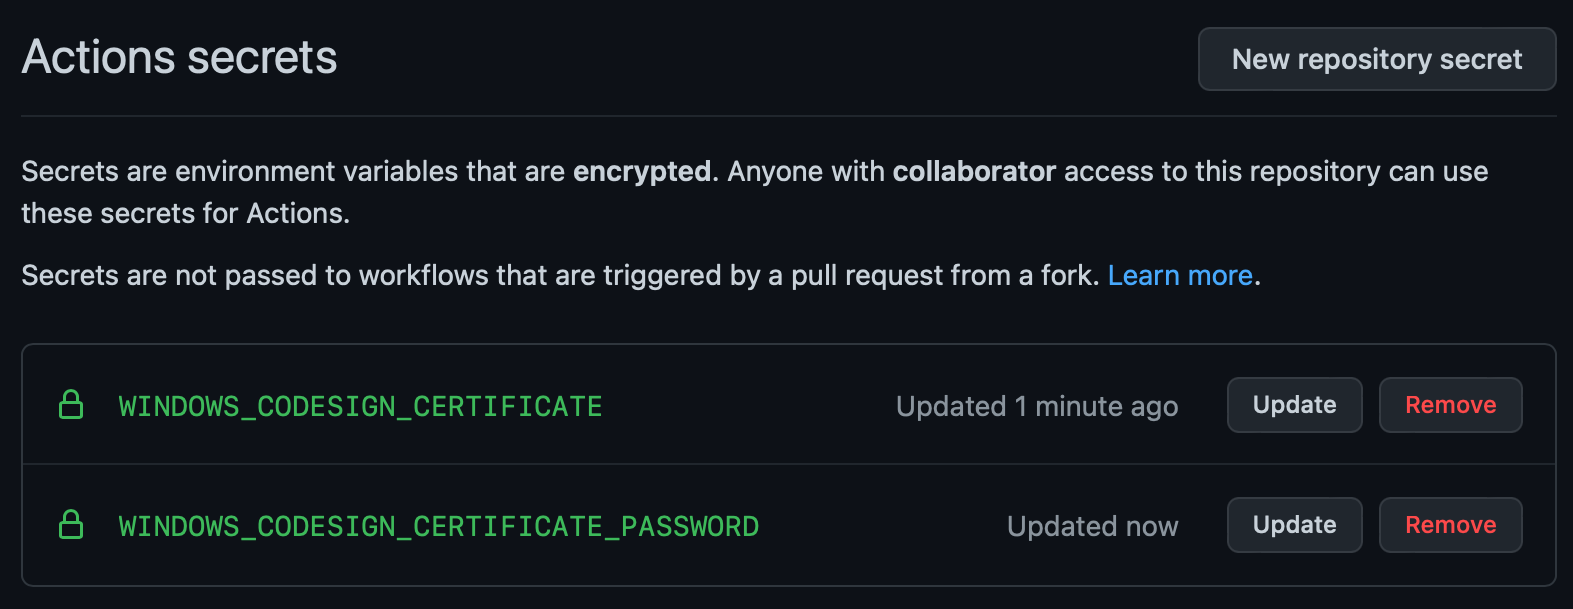 Actions secrets
New repository secret
Secrets are environment variables that are encrypted. Anyone with collaborator access to this repository can use
these secrets for Actions.
Secrets are not passed to workflows that are triggered by a pull request from a fork. Learn more.
WINDOWS_CODESIGN_CERTIFICATE Updated 1 minute ago Update Remove
WINDOWS_CODESIGN_CERTIFICATE_PASSWORD Updated now Update Remove